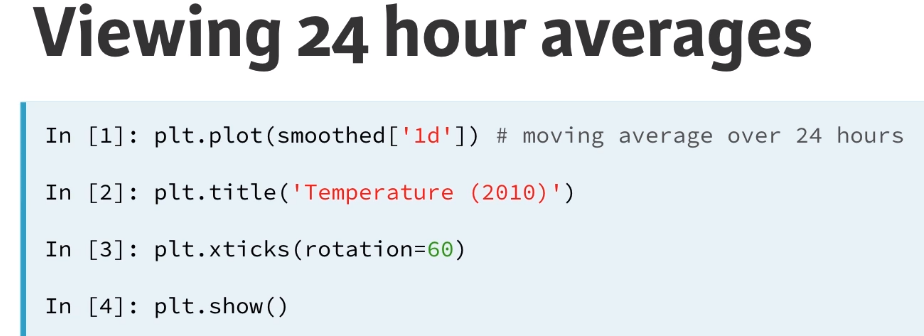 Viewing 24 hour averages
In [1]: plt.plot(smoothed['1d']) # moving average over 24 hours
In [2]: plt.title('Temperature (2010)')
In [3]: plt.xticks(rotation=60)
In [4]: plt.show()